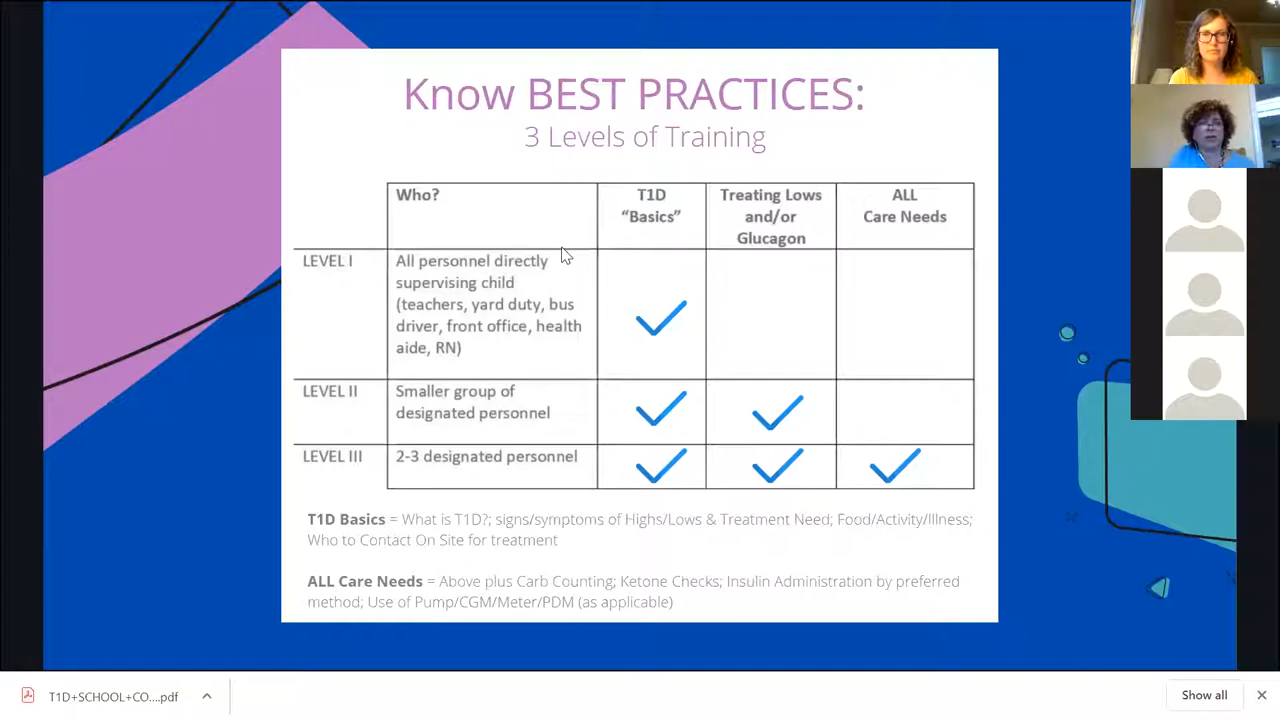 Know BEST PRACTICES:
3 Levels of Training
Who?
T1D
“Basics”
Treating Lows
and/or
Glucagon
ALL
Care Needs
LEVEL I
All personnel directly
supervising child
(teachers, yard duty, bus
driver, front office, health
aide, RN)
LEVEL II
Smaller group of
designated personnel
LEVEL III
2-3 designated personnel
T1D Basics = What is T1D?; signs/symptoms of Highs/Lows & Treatment Need; Food/Activity/Illness;
Who to Contact On Site for treatment
ALL Care Needs = Above plus Carb Counting; Ketone Checks; Insulin Administration by preferred
method; Use of Pump/CGM/Meter/PDM (as applicable)
T1D+SCHOOL+CO....pdf
Show all